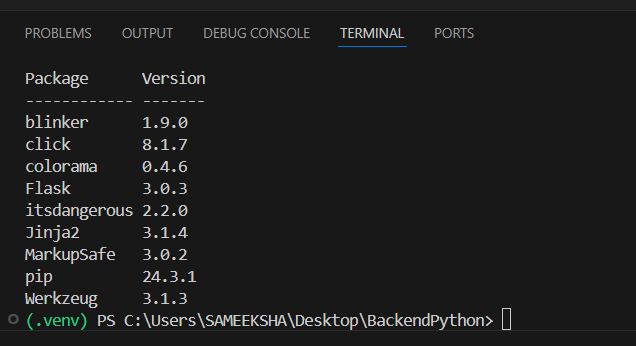 PROBLEMS OUTPUT DEBUG CONSOLE TERMINAL PORTS
Package Version
------------ -------
blinker 1.9.0
click 8.1.7
colorama 0.4.6
Flask 3.0.3
itsdangerous 2.2.0
Jinja2 3.1.4
MarkupSafe 3.0.2
pip 24.3.1
Werkzeug 3.1.3
(.venv) PS C:\Users\SAMEEKSHA\Desktop\BackendPython>